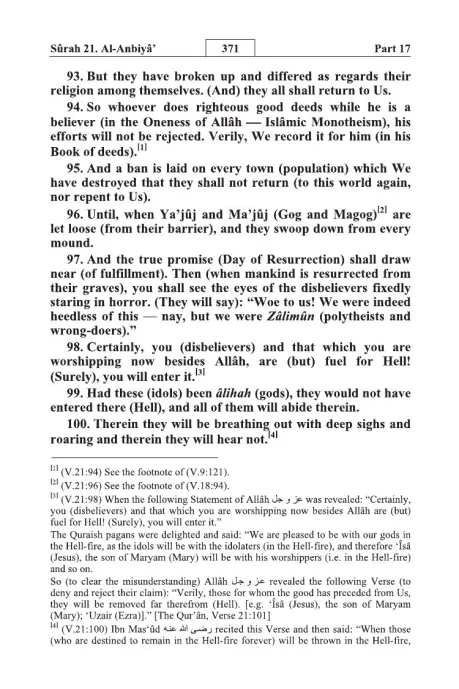 Sûrah 21. Al-Anbiyâ’ 371 Part 17
93. But they have broken up and differed as regards their
religion among themselves. (And) they all shall return to Us.
94. So whoever does righteous good deeds while he is a
believer (in the Oneness of Allâh — Islâmic Monotheism), his
efforts will not be rejected. Verily, We record it for him (in his
Book of deeds).[1]
95. And a ban is laid on every town (population) which We
have destroyed that they shall not return (to this world again,
nor repent to Us).
96. Until, when Ya’jûj and Ma’jûj (Gog and Magog)[2] are
let loose (from their barrier), and they swoop down from every
mound.
97. And the true promise (Day of Resurrection) shall draw
near (of fulfillment). Then (when mankind is resurrected from
their graves), you shall see the eyes of the disbelievers fixedly
staring in horror. (They will say): “Woe to us! We were indeed
heedless of this — nay, but we were Zâlimûn (polytheists and
wrong-doers).”
98. Certainly, you (disbelievers) and that which you are
worshipping now besides Allâh, are (but) fuel for Hell!
(Surely), you will enter it.[3]
99. Had these (idols) been âlihah (gods), they would not have
entered there (Hell), and all of them will abide therein.
100. Therein they will be breathing out with deep sighs and
roaring and therein they will hear not.[4]
[1] (V.21:94) See the footnote of (V.9:121).
[2] (V.21:96) See the footnote of (V.18:94).
[3] (V.21:98) When the following Statement of Allâh عز و جل was revealed: “Certainly,
you (disbelievers) and that which you are worshipping now besides Allâh are (but)
fuel for Hell! (Surely), you will enter it.”
The Quraish pagans were delighted and said: “We are pleased to be with our gods in
the Hell-fire, as the idols will be with the idolaters (in the Hell-fire), and therefore ‘Îsâ
(Jesus), the son of Maryam (Mary) will be with his worshippers (i.e. in the Hell-fire)
and so on.
So (to clear the misunderstanding) Allâh عز و جل revealed the following Verse (to
deny and reject their claim): “Verily, those for whom the good has preceded from Us,
they will be removed far therefrom (Hell). [e.g. ‘Îsâ (Jesus), the son of Maryam
(Mary); ‘Uzair (Ezra)].” [The Qur’ân, Verse 21:101]
[4] (V.21:100) Ibn Mas‘ûd رضى الله عنه recited this Verse and then said: “When those
(who are destined to remain in the Hell-fire forever) will be thrown in the Hell-fire,